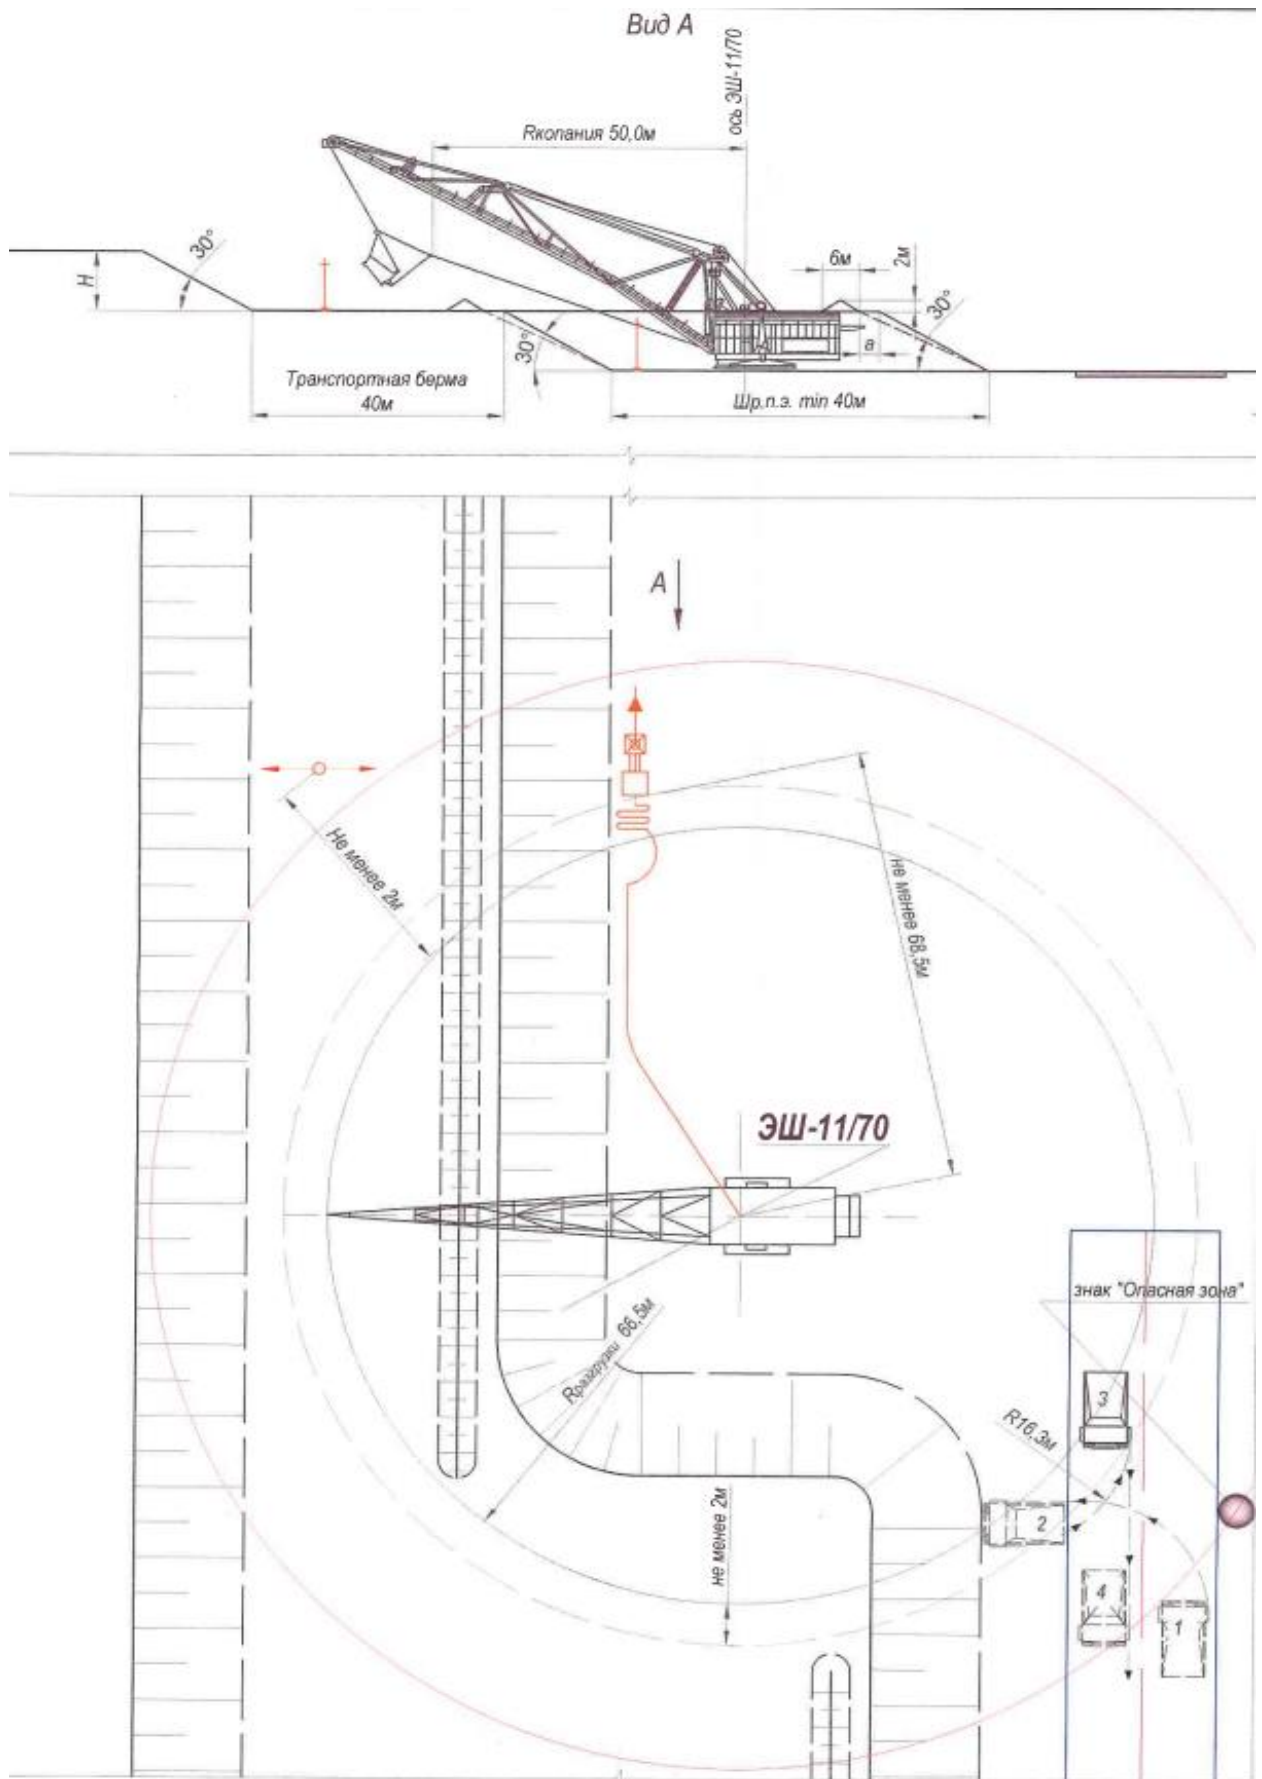 Вид А
ось ЭШ-11/70
Rкопания 50,0м
30°
H
6м
2м
30°
30°
а
Транспортная берма
40м
Шр.п.э. min 40м
А
Не менее 2м
не менее 68,5м
ЭШ-11/70
знак "Опасная зона"
Rразгрузки 66,5м
3
R16,3м
не менее 2м
2
4
1